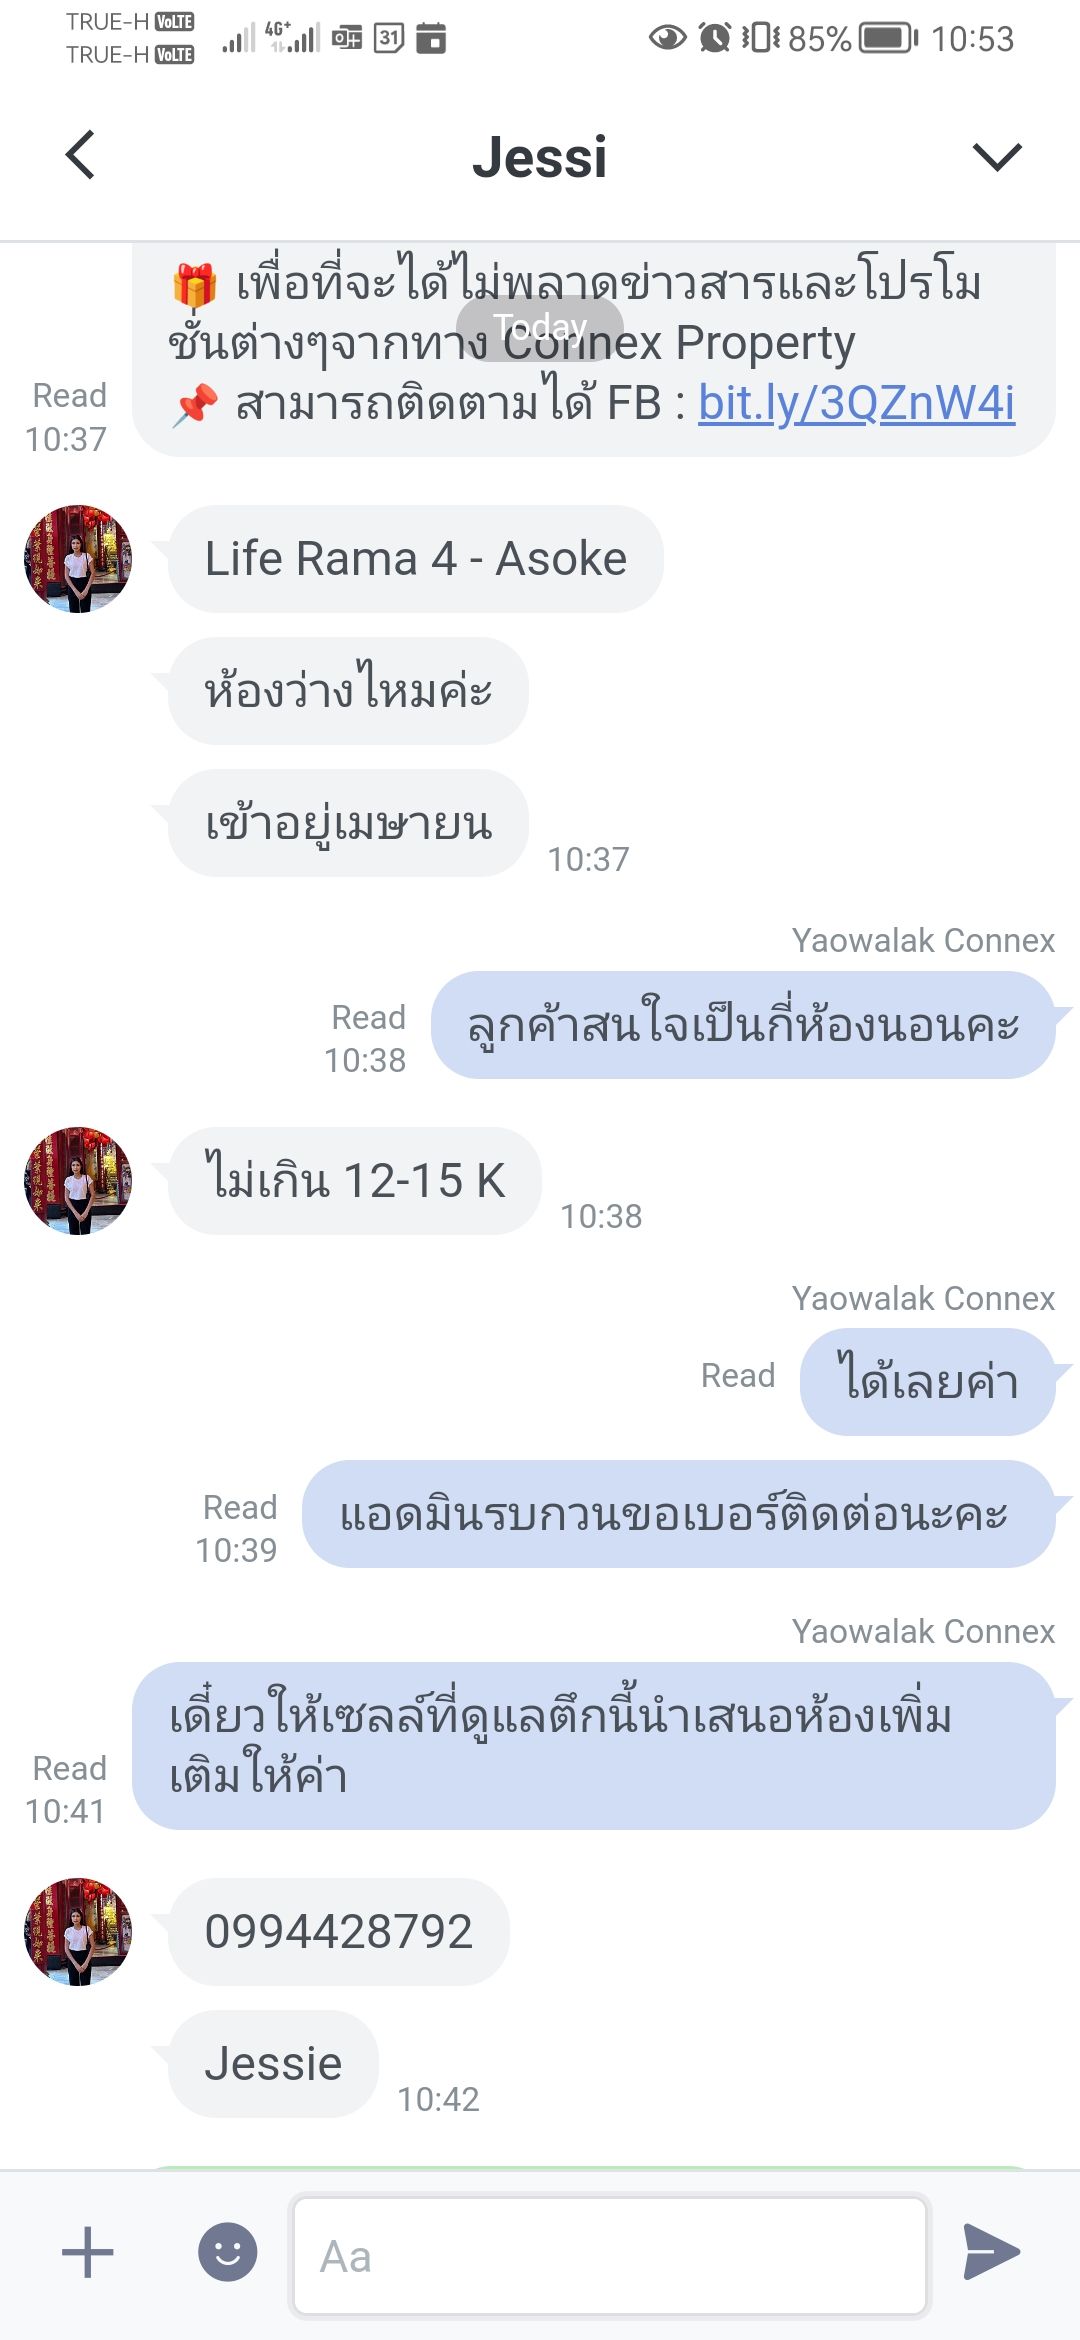 TRUE-H VoLTE
TRUE-H VoLTE
4G+
31
85%
10:53
Jessi
🎁 เพื่อที่จะได้ไม่พลาดข่าวสารและโปรโม
ชั่นต่างๆจากทาง Connex Property
Today
📌 สามารถติดตามได้ FB : bit.ly/3QZnW4i
Read
10:37
Life Rama 4 - Asoke
ห้องว่างไหมค่ะ
เข้าอยู่เมษายน
10:37
Yaowalak Connex
ลูกค้าสนใจเป็นกี่ห้องนอนคะ
Read
10:38
ไม่เกิน 12-15 K
10:38
Yaowalak Connex
ได้เลยค่า
Read
แอดมินรบกวนขอเบอร์ติดต่อนะคะ
Read
10:39
Yaowalak Connex
เดี๋ยวให้เซลล์ที่ดูแลตึกนี้นำเสนอห้องเพิ่ม
เติมให้ค่า
Read
10:41
0994428792
Jessie
10:42
Aa